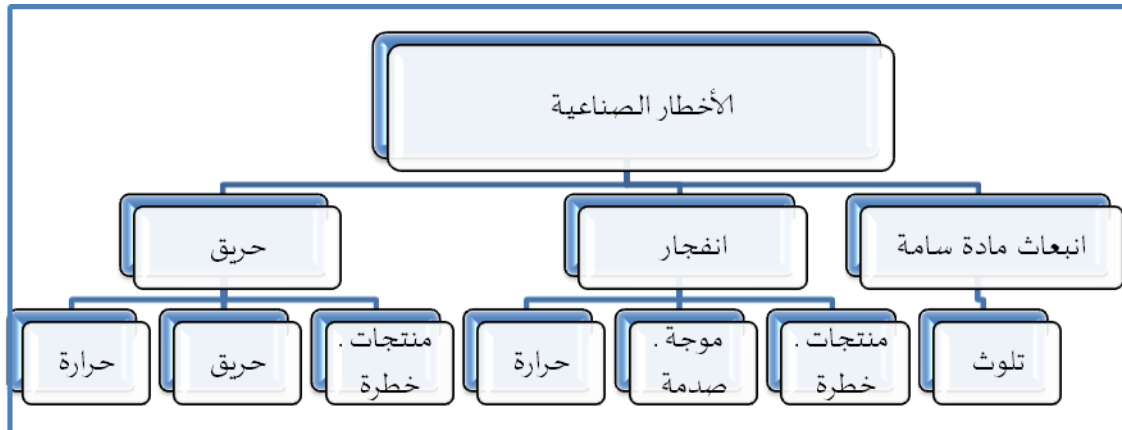 الأخطار الصناعية
انبعاث مادة سامة
انفجار
حريق
تلوث
منتجات .
خطرة
موجة .
صدمة
حرارة
منتجات .
خطرة
حريق
حرارة